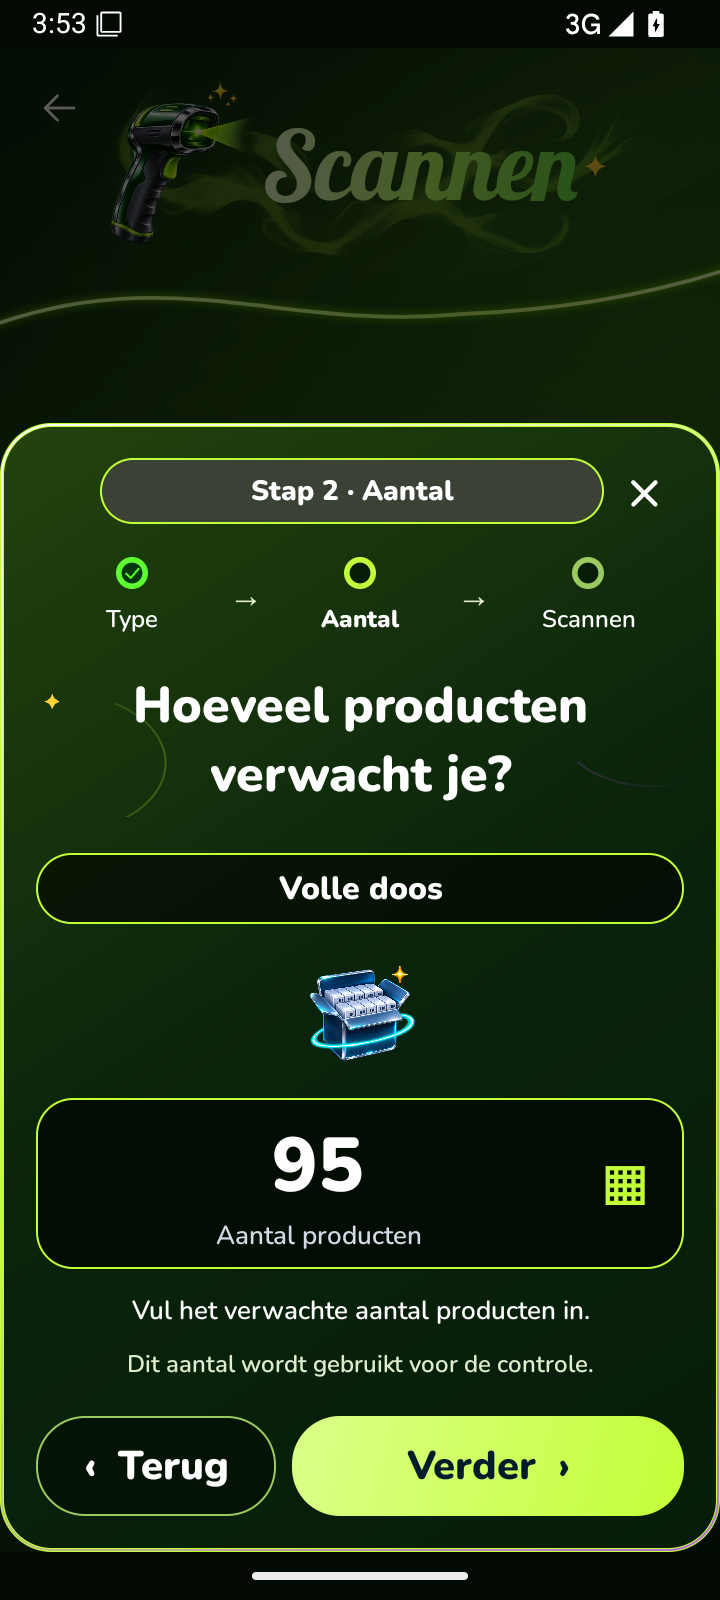 3:53
3G
Scannen
Stap 2 · Aantal
Type → Aantal → Scannen
Hoeveel producten
verwacht je?
Volle doos
95
Aantal producten
Vul het verwachte aantal producten in.
Dit aantal wordt gebruikt voor de controle.
‹ Terug
Verder ›